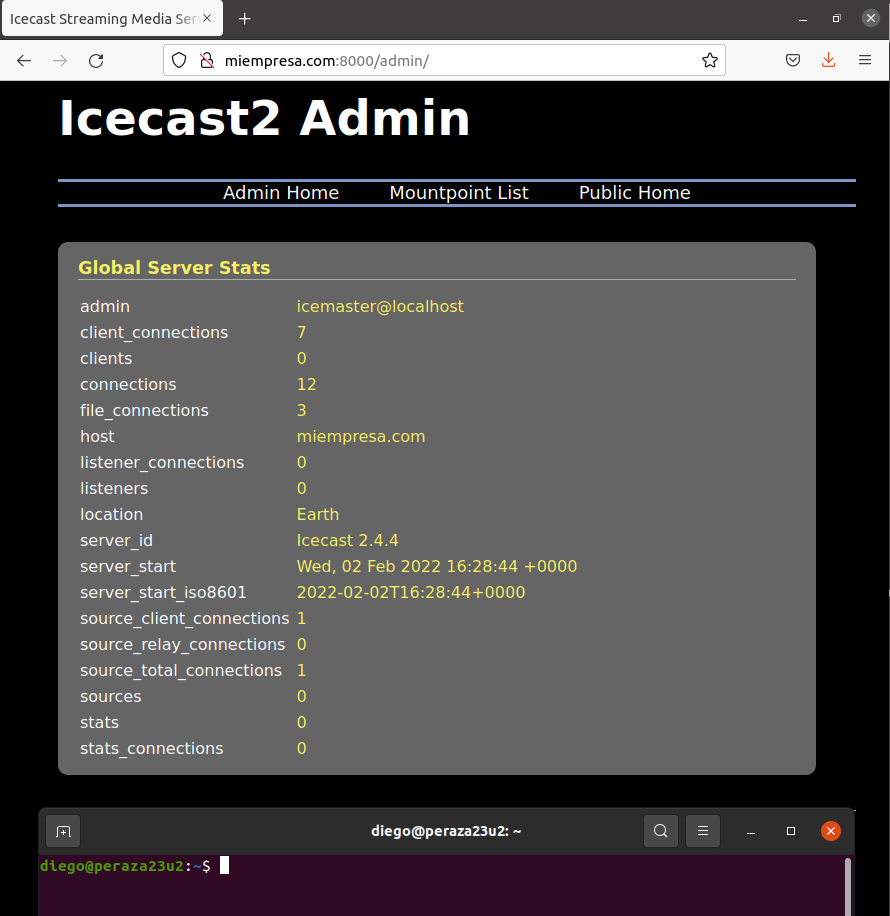 Icecast Streaming Media Ser
miempresa.com:8000/admin/
Icecast2 Admin
Admin Home Mountpoint List Public Home
Global Server Stats
admin icemaster@localhost
client_connections 7
clients 0
connections 12
file_connections 3
host miempresa.com
listener_connections 0
listeners 0
location Earth
server_id Icecast 2.4.4
server_start Wed, 02 Feb 2022 16:28:44 +0000
server_start_iso8601 2022-02-02T16:28:44+0000
source_client_connections 1
source_relay_connections 0
source_total_connections 1
sources 0
stats 0
stats_connections 0
diego@peraza23u2: ~
diego@peraza23u2:~$